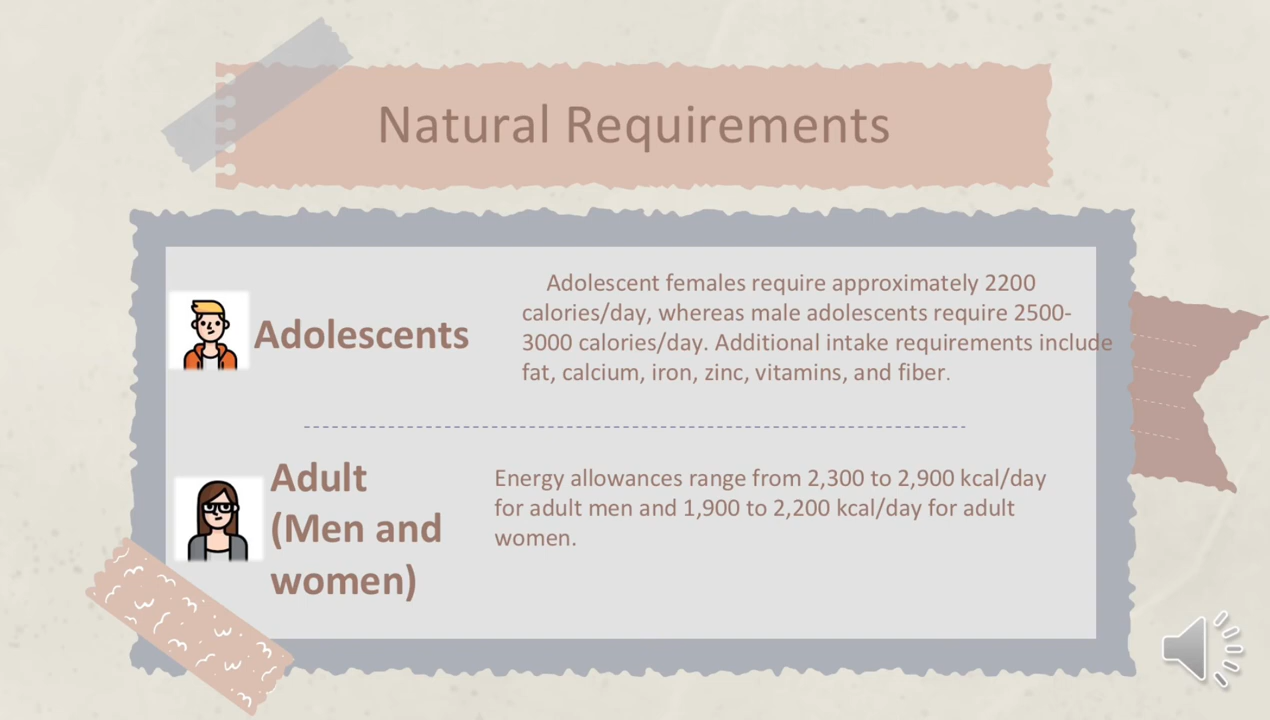 Natural Requirements
Adolescents
Adolescent females require approximately 2200
calories/day, whereas male adolescents require 2500-
3000 calories/day. Additional intake requirements include
fat, calcium, iron, zinc, vitamins, and fiber.
Adult
(Men and
women)
Energy allowances range from 2,300 to 2,900 kcal/day
for adult men and 1,900 to 2,200 kcal/day for adult
women.